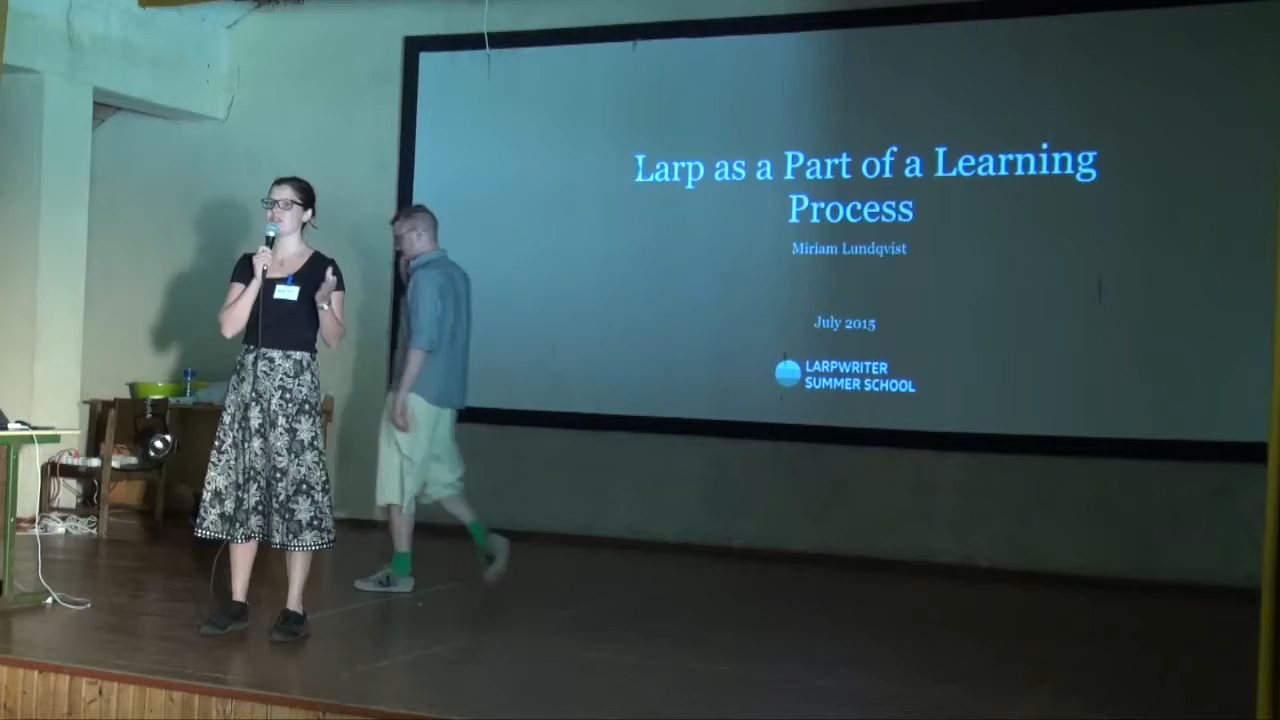 Larp as a Part of a Learning
Process
Miriam Lundqvist
July 2015
LARPWRITER
SUMMER SCHOOL